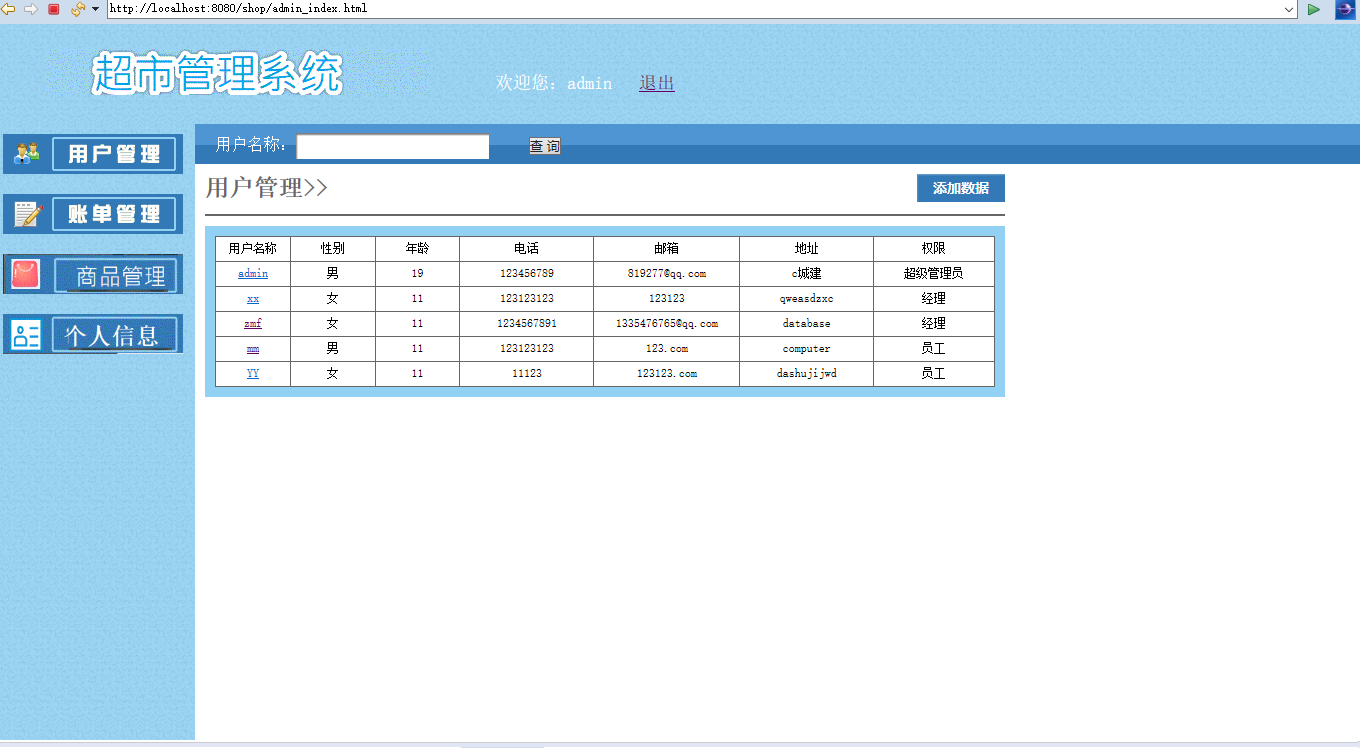 http://localhost:8080/shop/admin_index.html
超市管理系统
欢迎您：admin 退出
用户管理
账单管理
商品管理
个人信息
用户名称： 查询
用户管理>>
添加数据
用户名称 性别 年龄 电话 邮箱 地址 权限
admin 男 19 123456789 819277@qq.com c城建 超级管理员
xx 女 11 123123123 123123 qweasdzxc 经理
zmf 女 11 1234567891 1335476765@qq.com database 经理
mm 男 11 123123123 123.com computer 员工
YY 女 11 11123 123123.com dashujijwd 员工